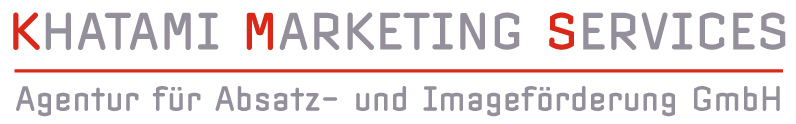 KHATAMI MARKETING SERVICES
Agentur für Absatz- und Imageförderung GmbH